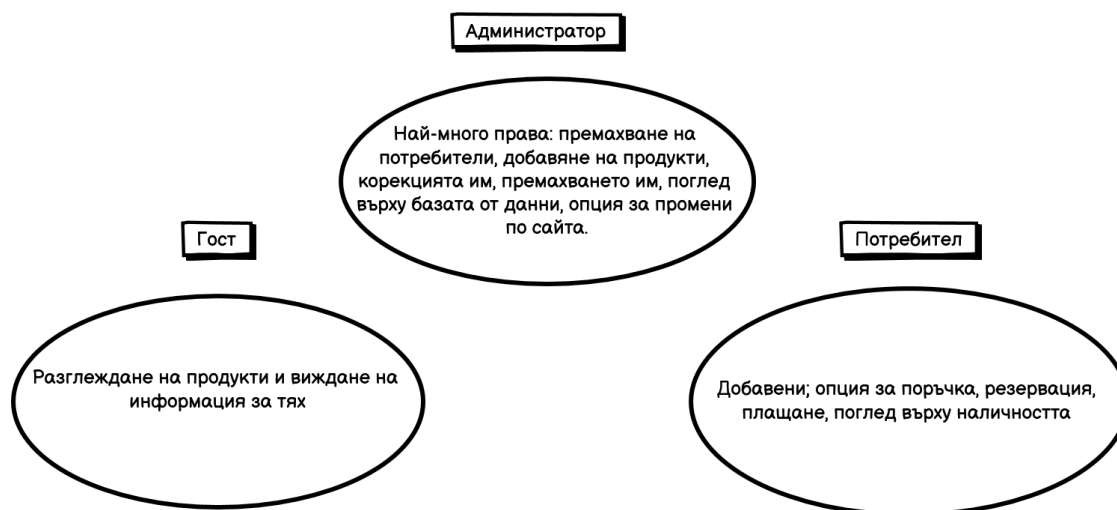 Администратор
Най-много права: премахване на
потребители, добавяне на продукти,
корекцията им, премахването им, поглед
върху базата от данни, опция за промени
по сайта.
Гост
Потребител
Разглеждане на продукти и виждане на
информация за тях
Добавени; опция за поръчка, резервация,
плащане, поглед върху наличността